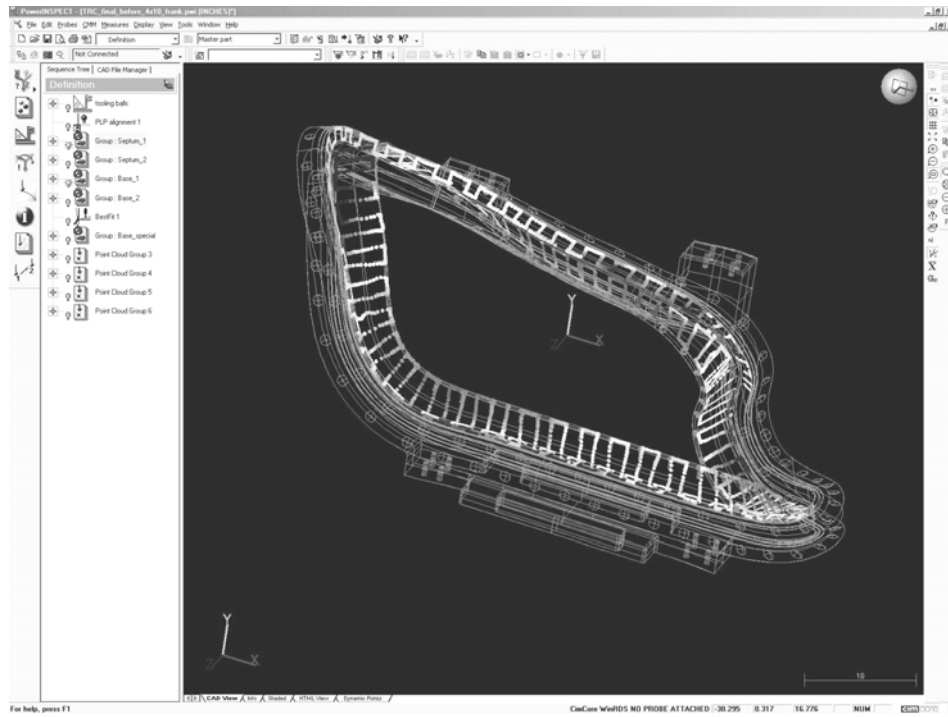 PowerINSPECT - [TRC_final_before_4x10_frank.pwi (INCHES)*]
File Edit Probes CMM Measures Display View Tools Window Help
Definition Master part
Not Connected
Sequence Tree CAD File Manager
Definition
tooling balls
PLP alignment 1
Group : Septum_1
Group : Septum_2
Group : Base_1
Group : Base_2
BestFit 1
Group : Base_special
Point Cloud Group 3
Point Cloud Group 4
Point Cloud Group 5
Point Cloud Group 6
Y
X
Z
Y
Z X
10
CAD View Info Shaded HTML View Dynamic Points
For help, press F1 CimCore WinRDS NO PROBE ATTACHED -30.295 0.317 16.776 NUM